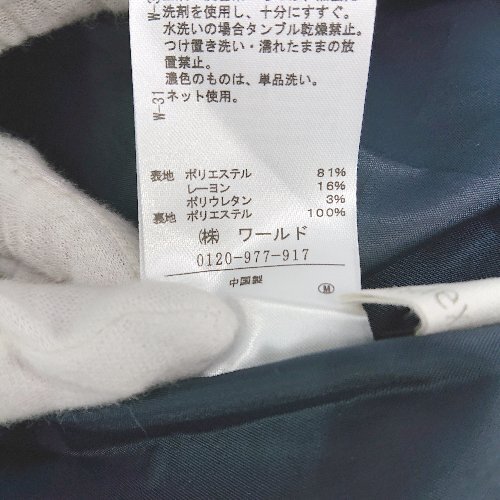 洗剤を使用し、十分にすすぐ。
水洗いの場合タンブル乾燥禁止。
つけ置き洗い・濡れたままの放
置禁止。
濃色のものは、単品洗い。
ネット使用。
W-31
表地 ポリエステル 81%
レーヨン 16%
ポリウレタン 3%
裏地 ポリエステル 100%
(株) ワールド
0120-977-917
中国製
M